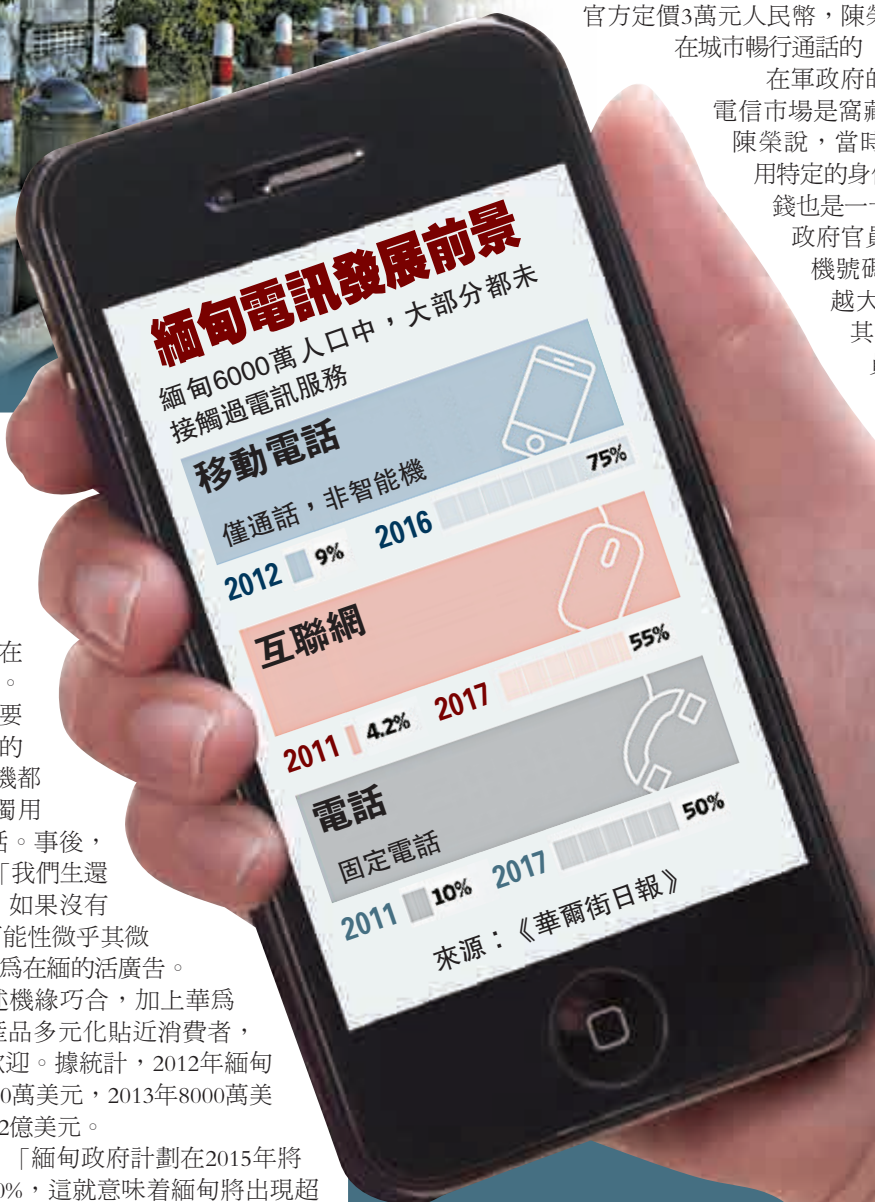 官方定價3萬元人民幣，陳榮
在城市暢行通話的
在軍政府的
電信市場是窩藏
陳榮說，當時
用特定的身
錢也是一
政府官員
機號碼
越大
其
緬甸電訊發展前景
緬甸6000萬人口中，大部分都未
接觸過電訊服務
移動電話
僅通話，非智能機
2012 9% 2016 75%
互聯網
2011 4.2% 2017 55%
電話
固定電話
2011 10% 2017 50%
來源：《華爾街日報》
在
。
要
的
機都
獨用
話。事後，
「我們生還
如果沒有
可能性微乎其微
爲在緬的活廣告。
述機緣巧合，加上華爲
產品多元化貼近消費者，
歡迎。據統計，2012年緬甸
0萬美元，2013年8000萬美
2億美元。
「緬甸政府計劃在2015年將
0%，這就意味着緬甸將出現超